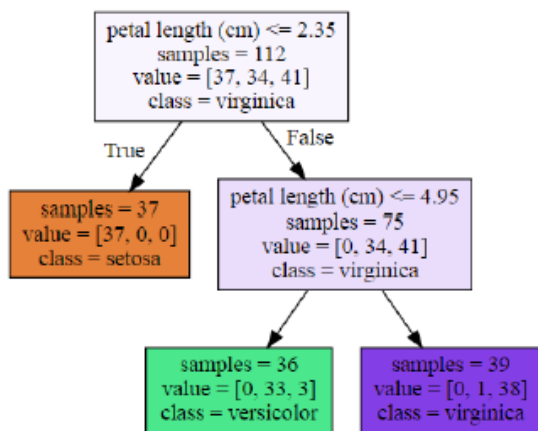 petal length (cm) <= 2.35
samples = 112
value = [37, 34, 41]
class = virginica
True
False
samples = 37
value = [37, 0, 0]
class = setosa
petal length (cm) <= 4.95
samples = 75
value = [0, 34, 41]
class = virginica
samples = 36
value = [0, 33, 3]
class = versicolor
samples = 39
value = [0, 1, 38]
class = virginica